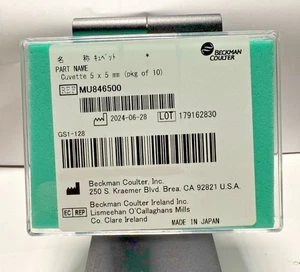 名 称 キュベット
BECKMAN
COULTER
PART NAME
Cuvette 5 x 5 mm (pkg of 10)
REF MU846500
2024-06-28 LOT 179162830
GS1-128
Beckman Coulter, Inc.
250 S. Kraemer Blvd. Brea, CA 92821 U.S.A
EC REP Beckman Coulter Ireland Inc.
Lismeehan O'Callaghans Mills
Co. Clare Ireland
MADE IN JAPAN